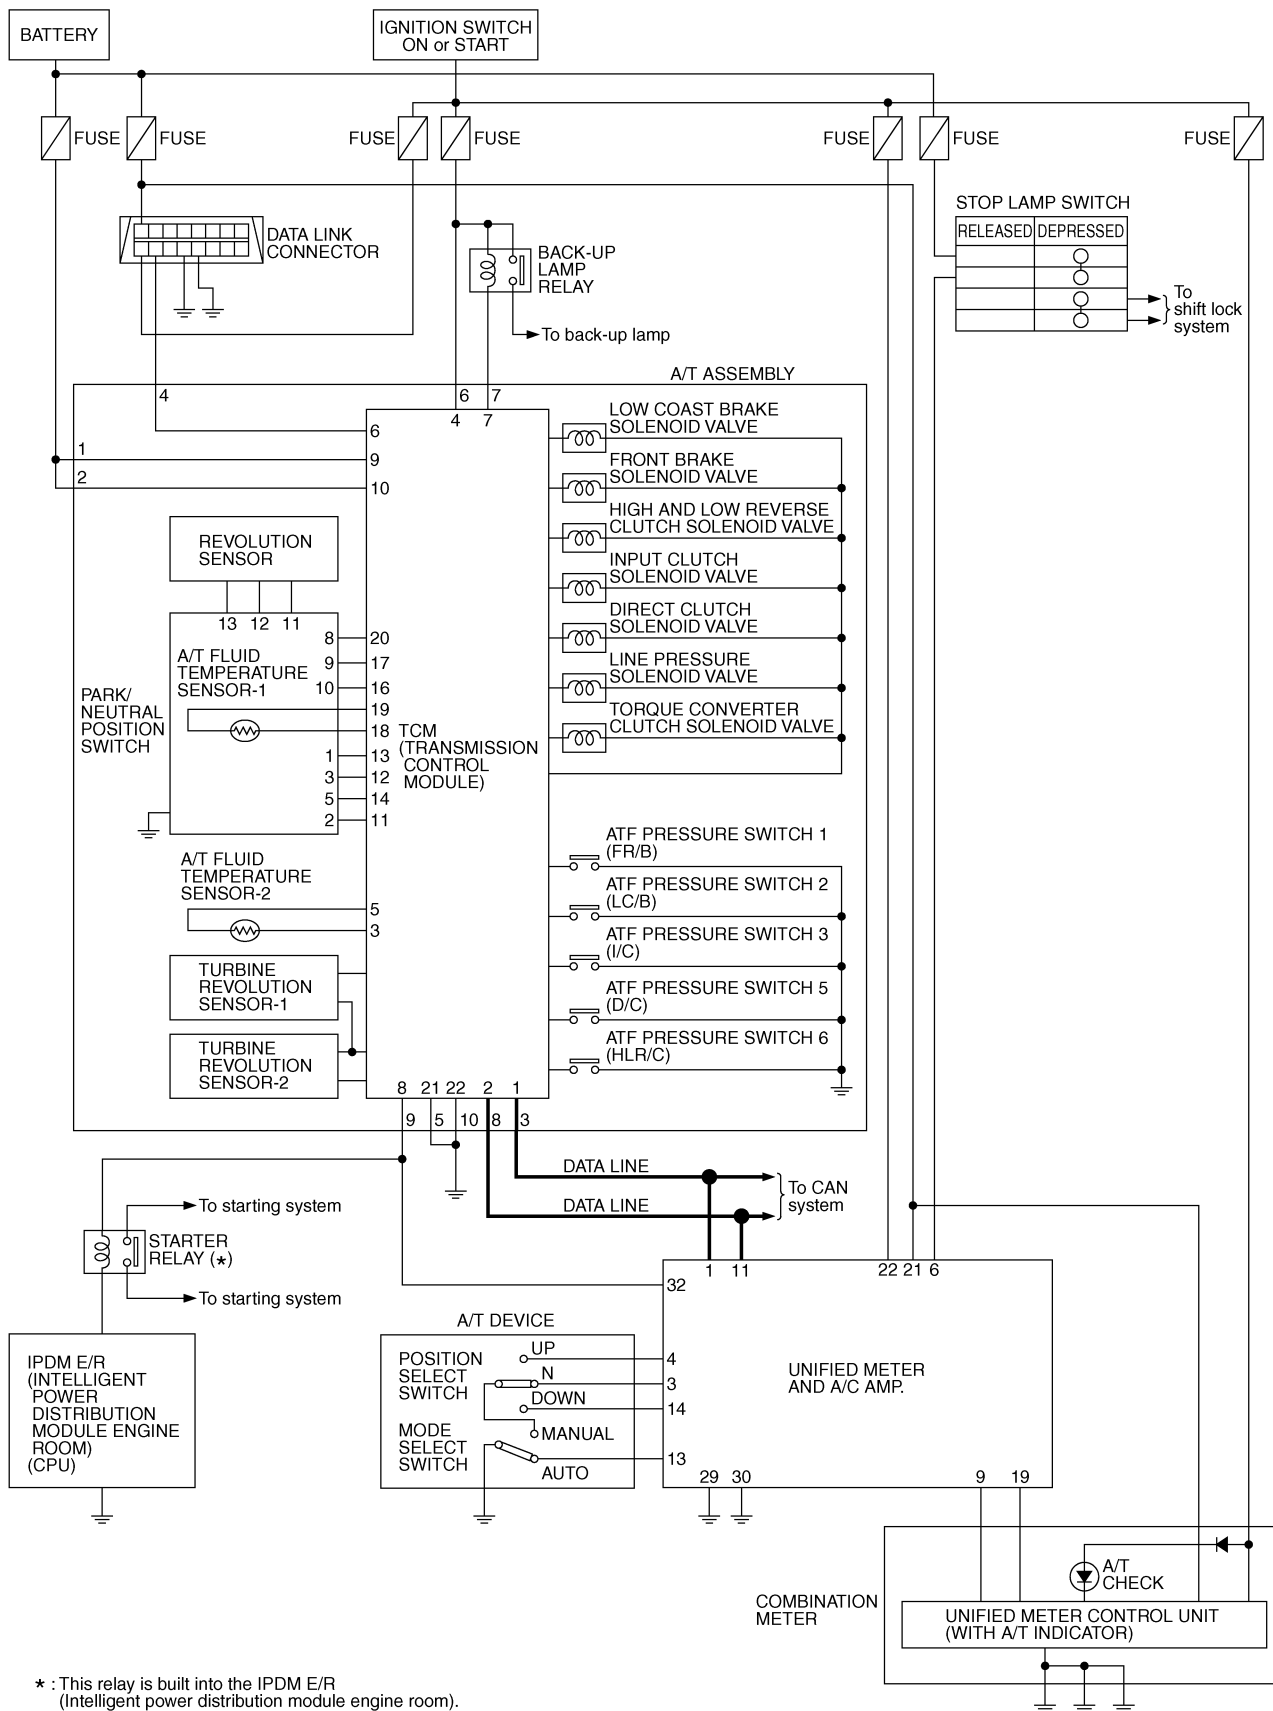 BATTERY
IGNITION SWITCH
ON or START
FUSE
FUSE
FUSE
FUSE
FUSE
FUSE
FUSE
STOP LAMP SWITCH
RELEASED DEPRESSED
To
shift lock
system
DATA LINK
CONNECTOR
BACK-UP
LAMP
RELAY
To back-up lamp
A/T ASSEMBLY
4
6
7
4
7
6
1
9
2
10
LOW COAST BRAKE
SOLENOID VALVE
FRONT BRAKE
SOLENOID VALVE
HIGH AND LOW REVERSE
CLUTCH SOLENOID VALVE
INPUT CLUTCH
SOLENOID VALVE
DIRECT CLUTCH
SOLENOID VALVE
LINE PRESSURE
SOLENOID VALVE
TORQUE CONVERTER
CLUTCH SOLENOID VALVE
REVOLUTION
SENSOR
13 12 11
8 20
9 17
10 16
19
18
1 13
3 12
5 14
2 11
A/T FLUID
TEMPERATURE
SENSOR-1
PARK/
NEUTRAL
POSITION
SWITCH
TCM
(TRANSMISSION
CONTROL
MODULE)
A/T FLUID
TEMPERATURE
SENSOR-2
5
3
TURBINE
REVOLUTION
SENSOR-1
TURBINE
REVOLUTION
SENSOR-2
ATF PRESSURE SWITCH 1
(FR/B)
ATF PRESSURE SWITCH 2
(LC/B)
ATF PRESSURE SWITCH 3
(I/C)
ATF PRESSURE SWITCH 5
(D/C)
ATF PRESSURE SWITCH 6
(HLR/C)
8 21 22 2 1
9 5 10 8 3
DATA LINE
DATA LINE
To CAN
system
To starting system
STARTER
RELAY (*)
To starting system
IPDM E/R
(INTELLIGENT
POWER
DISTRIBUTION
MODULE ENGINE
ROOM)
(CPU)
A/T DEVICE
POSITION
SELECT
SWITCH
UP
N
DOWN
MODE
SELECT
SWITCH
MANUAL
AUTO
1 11 22 21 6
32
4
3
14
13
29 30 9 19
UNIFIED METER
AND A/C AMP.
COMBINATION
METER
A/T
CHECK
UNIFIED METER CONTROL UNIT
(WITH A/T INDICATOR)
* : This relay is built into the IPDM E/R
(Intelligent power distribution module engine room).